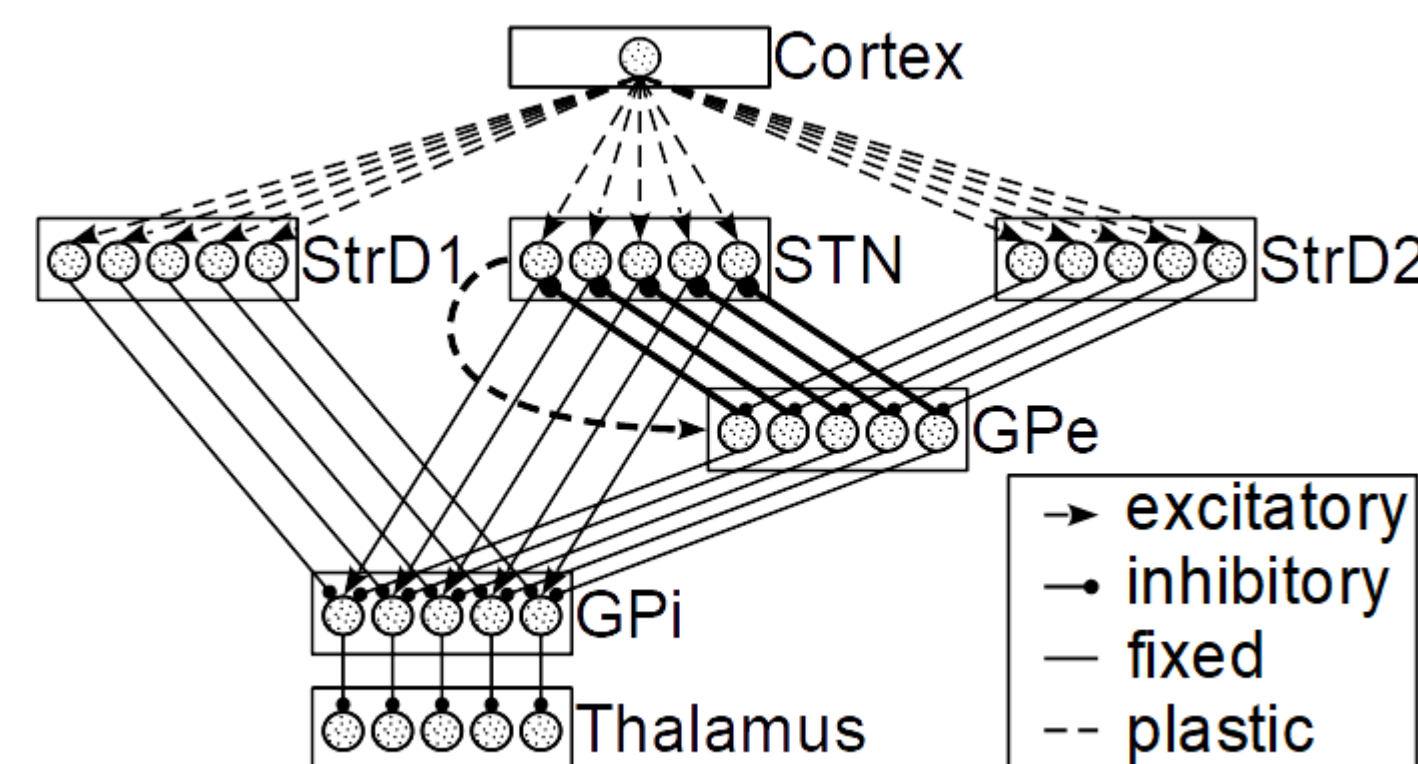 Cortex
StrD1
STN
StrD2
GPe
excitatory
inhibitory
GPi
fixed
Thalamus
plastic